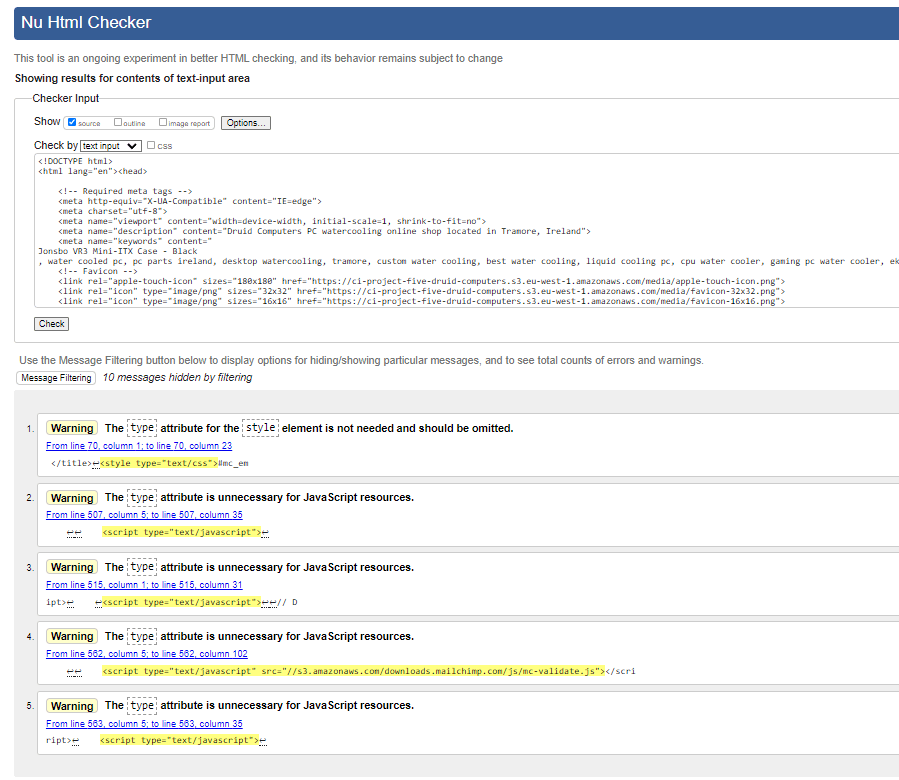 Nu Html Checker
This tool is an ongoing experiment in better HTML checking, and its behavior remains subject to change
Showing results for contents of text-input area
Checker Input
Show source outline image report Options...
Check by text input css
<!DOCTYPE html>
<html lang="en"><head>
<!-- Required meta tags -->
<meta http-equiv="X-UA-Compatible" content="IE=edge">
<meta charset="utf-8">
<meta name="viewport" content="width=device-width, initial-scale=1, shrink-to-fit=no">
<meta name="description" content="Druid Computers PC watercooling online shop located in Tramore, Ireland">
<meta name="keywords" content="
Jonsbo VR3 Mini-ITX Case - Black
, water cooled pc, pc parts ireland, desktop watercooling, tramore, custom water cooling, best water cooling, liquid cooling pc, cpu water cooler, gaming pc water cooler, ek
<!-- Favicon -->
<link rel="apple-touch-icon" sizes="180x180" href="https://ci-project-five-druid-computers.s3.eu-west-1.amazonaws.com/media/apple-touch-icon.png">
<link rel="icon" type="image/png" sizes="32x32" href="https://ci-project-five-druid-computers.s3.eu-west-1.amazonaws.com/media/favicon-32x32.png">
<link rel="icon" type="image/png" sizes="16x16" href="https://ci-project-five-druid-computers.s3.eu-west-1.amazonaws.com/media/favicon-16x16.png">
Check
Use the Message Filtering button below to display options for hiding/showing particular messages, and to see total counts of errors and warnings.
Message Filtering 10 messages hidden by filtering
1. Warning The type attribute for the style element is not needed and should be omitted.
From line 70, column 1; to line 70, column 23
</title>↩<style type="text/css">#mc_em
2. Warning The type attribute is unnecessary for JavaScript resources.
From line 507, column 5; to line 507, column 35
↩↩ <script type="text/javascript">↩
3. Warning The type attribute is unnecessary for JavaScript resources.
From line 515, column 1; to line 515, column 31
ipt>↩ ↩<script type="text/javascript">↩↩// D
4. Warning The type attribute is unnecessary for JavaScript resources.
From line 562, column 5; to line 562, column 102
↩↩ <script type="text/javascript" src="//s3.amazonaws.com/downloads.mailchimp.com/js/mc-validate.js"></scri
5. Warning The type attribute is unnecessary for JavaScript resources.
From line 563, column 5; to line 563, column 35
ript>↩ <script type="text/javascript">↩